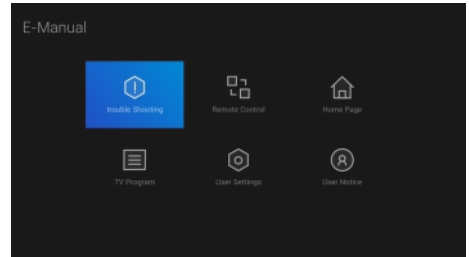 E-Manual
trouble Shooting
Remote Control
Home Page
TV Program
User Settings
User Notice